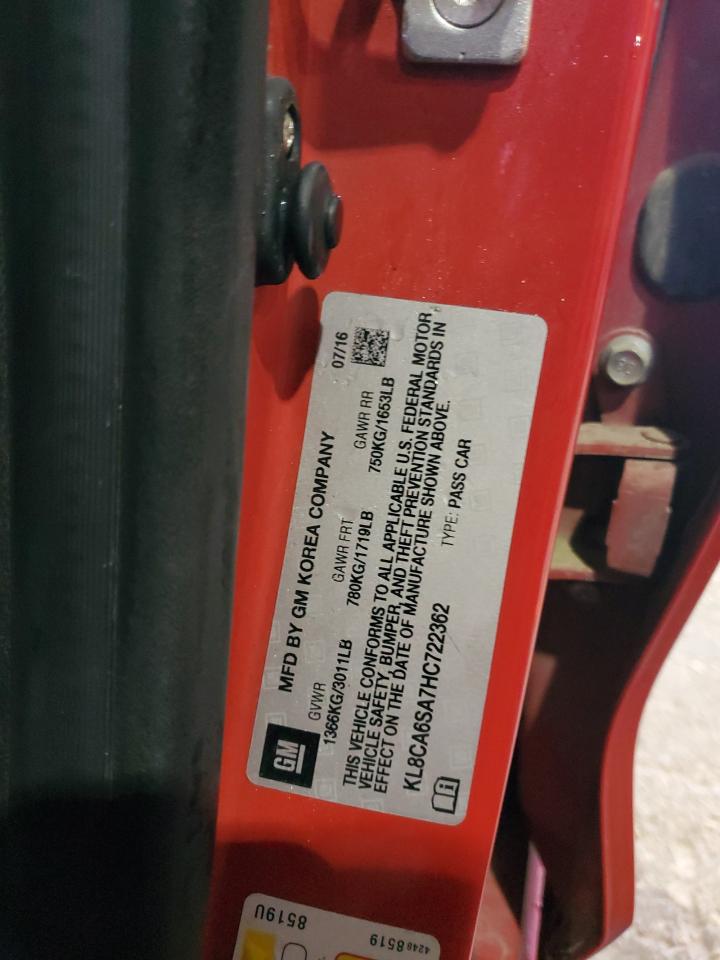 MFD BY GM KOREA COMPANY 07/16
GM
GVWR GAWR FRT GAWR RR
1366KG/3011LB 780KG/1719LB 750KG/1653LB
THIS VEHICLE CONFORMS TO ALL APPLICABLE U.S. FEDERAL MOTOR
VEHICLE SAFETY, BUMPER, AND THEFT PREVENTION STANDARDS IN
EFFECT ON THE DATE OF MANUFACTURE SHOWN ABOVE.
KL8CA6SA7HC722362 TYPE: PASS CAR
8519U
4248 8519